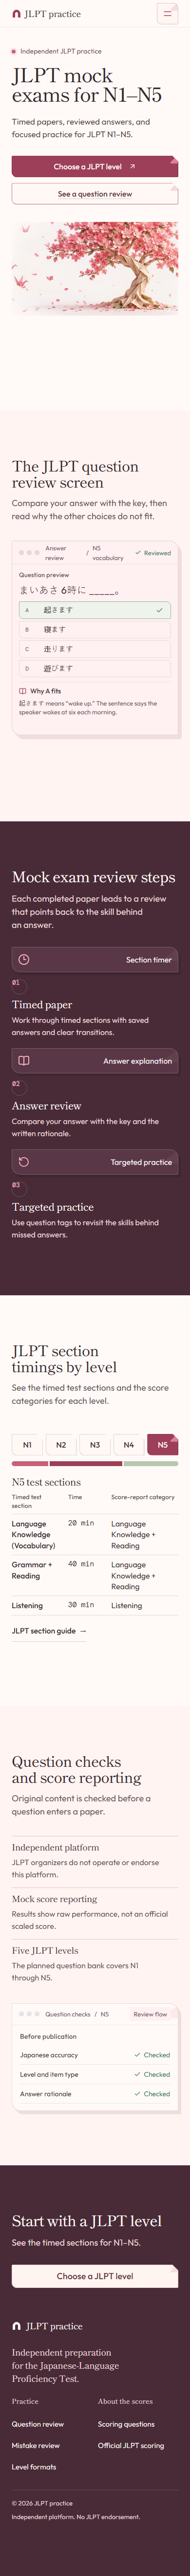 JLPT practice
Independent JLPT practice
JLPT mock
exams for N1–N5
Timed papers, reviewed answers, and
focused practice for JLPT N1–N5.
Choose a JLPT level
See a question review
The JLPT question
review screen
Compare your answer with the key, then
read why the other choices do not fit.
Answer review / N5 vocabulary
Reviewed
Question preview
まいあさ 6時に _____。
A 起きます
B 寝ます
C 走ります
D 遊びます
Why A fits
起きます means “wake up.” The sentence says the
speaker wakes at six each morning.
Mock exam review steps
Each completed paper leads to a review
that points back to the skill behind
an answer.
Section timer
01
Timed paper
Work through timed sections with saved
answers and clear transitions.
Answer explanation
02
Answer review
Compare your answer with the key and the
written rationale.
Targeted practice
03
Targeted practice
Use question tags to revisit the skills behind
missed answers.
JLPT section
timings by level
See the timed test sections and the score
categories for each level.
N1 N2 N3 N4 N5
N5 test sections
Timed test section Time Score-report category
Language Knowledge (Vocabulary) 20 min Language Knowledge + Reading
Grammar + Reading 40 min Language Knowledge + Reading
Listening 30 min Listening
JLPT section guide →
Question checks
and score reporting
Original content is checked before a
question enters a paper.
Independent platform
JLPT organizers do not operate or endorse
this platform.
Mock score reporting
Results show raw performance, not an official
scaled score.
Five JLPT levels
The planned question bank covers N1
through N5.
Question checks / N5
Review flow
Before publication
Japanese accuracy Checked
Level and item type Checked
Answer rationale Checked
Start with a JLPT level
See the timed sections for N1–N5.
Choose a JLPT level
JLPT practice
Independent preparation
for the Japanese-Language
Proficiency Test.
Practice About the scores
Question review Scoring questions
Mistake review Official JLPT scoring
Level formats
© 2026 JLPT practice
Independent platform. No JLPT endorsement.